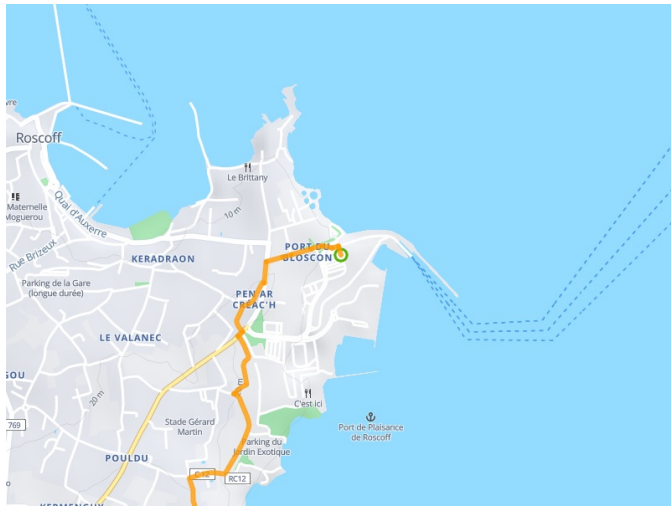 Roscoff
Le Brittany
Maternelle
Moguerou
Quai d'Auxerre
10 m
Rue Brizeux
KERADRAON
PORT DU
BLOSCON
Parking de la Gare
(longue durée)
PEN AR
CREAC'H
LE VALANEC
20 m
C'est ici
769
Stade Gérard
Martin
Port de Plaisance
de Roscoff
Parking du
Jardin Exotique
POULDU
RC12